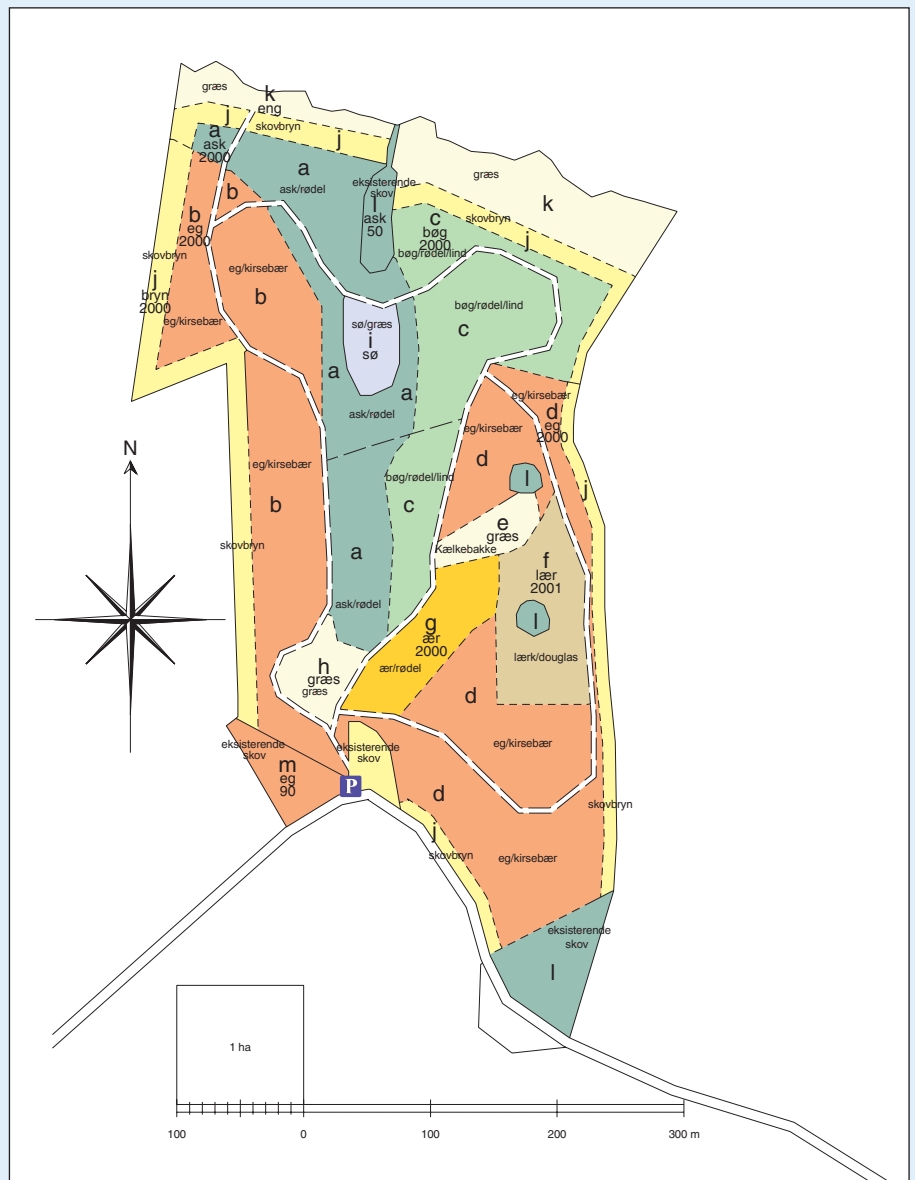 græs
k
eng
j
skovbryn
a
ask
2000
j
a
ask/rødel
eksisterende
skov
l
ask
50
græs
k
b
b
eg
2000
c
bøg
2000
skovbryn
j
bøg/rødel/lind
skovbryn
j
bryn
2000
eg/kirsebær
b
eg/kirsebær
sø/græs
i
sø
bøg/rødel/lind
c
a
a
ask/rødel
eg/kirsebær
d
eg
2000
eg/kirsebær
d
N
eg/kirsebær
b
bøg/rødel/lind
c
l
j
e
græs
Kælkebakke
skovbryn
a
f
lær
2001
ask/rødel
l
g
ær
2000
lærk/douglas
h
græs
græs
ær/rødel
d
eksisterende
skov
eksisterende
skov
eg/kirsebær
m
eg
90
P
d
skovbryn
j
skovbryn
eg/kirsebær
eksisterende
skov
l
1 ha
100 0 100 200 300 m